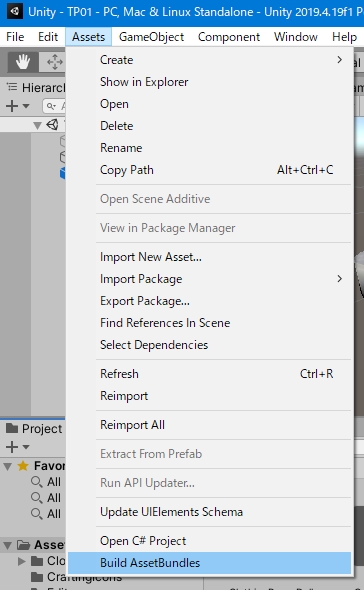 Unity - TP01 - PC, Mac & Linux Standalone - Unity 2019.4.19f1 P
File Edit Assets GameObject Component Window Help
Hierarch
Create
Show in Explorer
Open
Delete
Rename
Copy Path Alt+Ctrl+C
Open Scene Additive
View in Package Manager
Import New Asset...
Import Package
Export Package...
Find References In Scene
Select Dependencies
Refresh Ctrl+R
Reimport
Reimport All
Extract From Prefab
Run API Updater...
Update UIElements Schema
Open C# Project
Build AssetBundles
Project
Favor
All
All
All
Asse
Clo
CraftingIcons